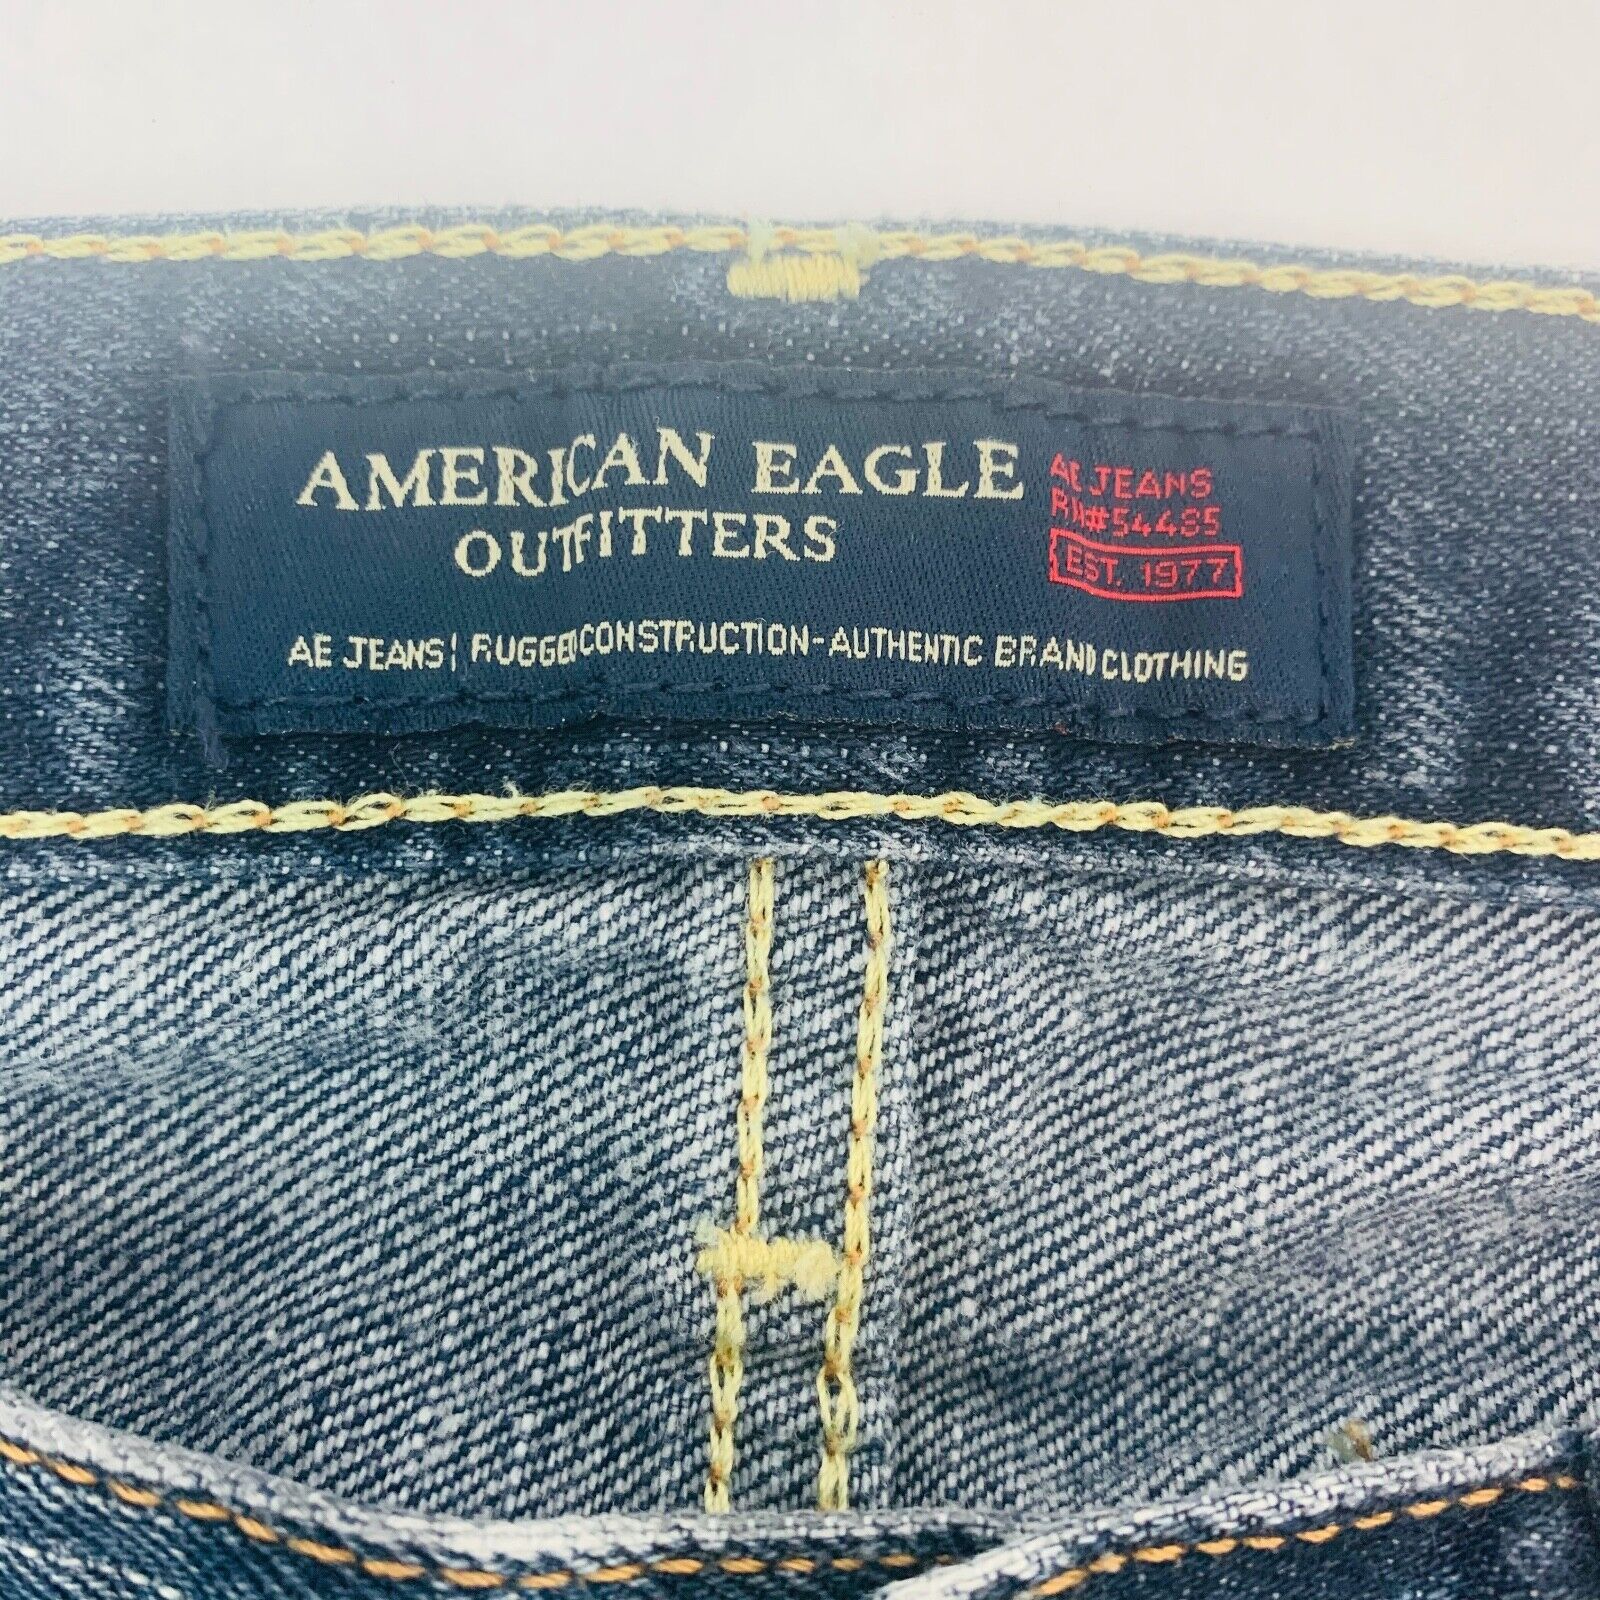 AMERICAN EAGLE
OUTFITTERS
AE JEANS
RN#54485
EST. 1977
AE JEANS| RUGGED CONSTRUCTION-AUTHENTIC BRAND CLOTHING